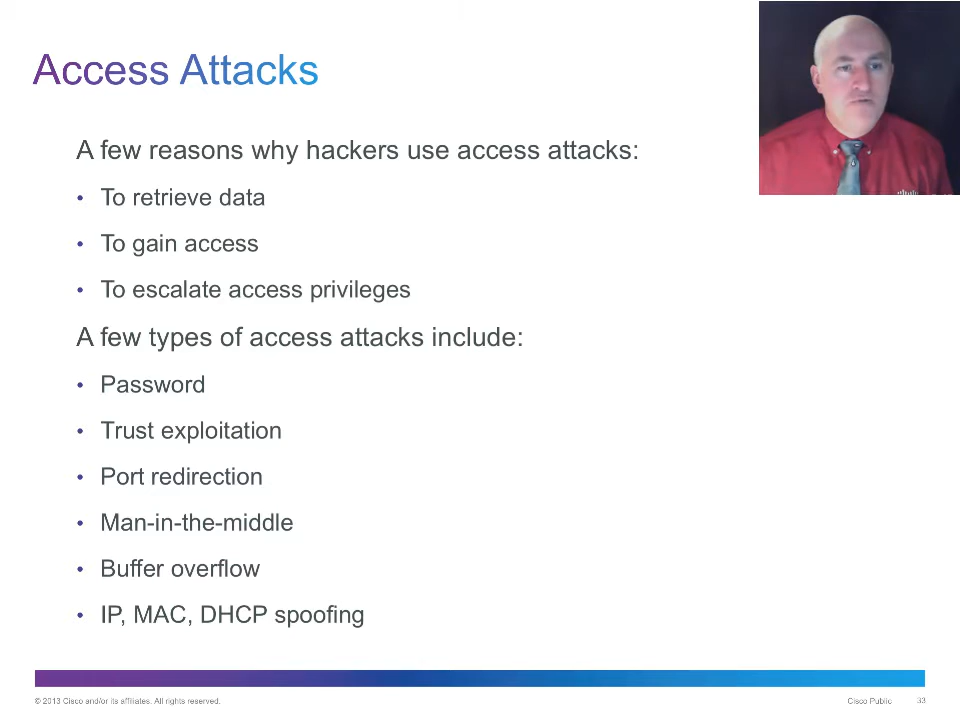 Access Attacks
A few reasons why hackers use access attacks:
• To retrieve data
• To gain access
• To escalate access privileges
A few types of access attacks include:
• Password
• Trust exploitation
• Port redirection
• Man-in-the-middle
• Buffer overflow
• IP, MAC, DHCP spoofing
© 2013 Cisco and/or its affiliates. All rights reserved.
Cisco Public
33